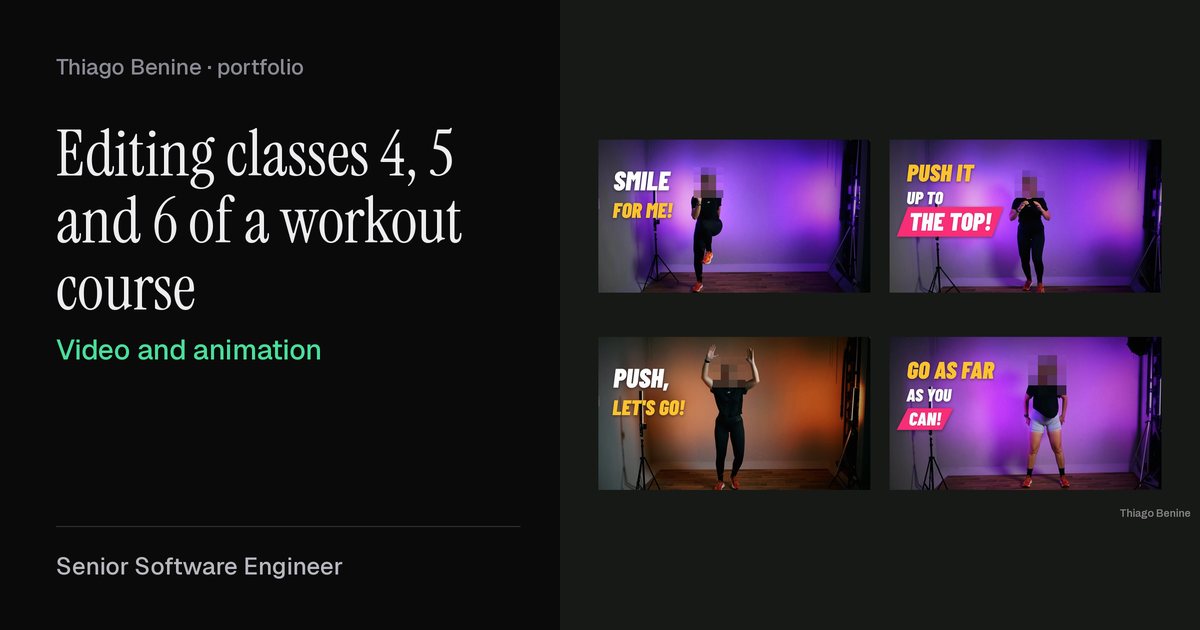 Thiago Benine · portfolio
Editing classes 4, 5
and 6 of a workout
course
Video and animation
Senior Software Engineer
SMILE
FOR ME!
PUSH IT
UP TO
THE TOP!
PUSH,
LET'S GO!
GO AS FAR
AS YOU
CAN!
Thiago Benine